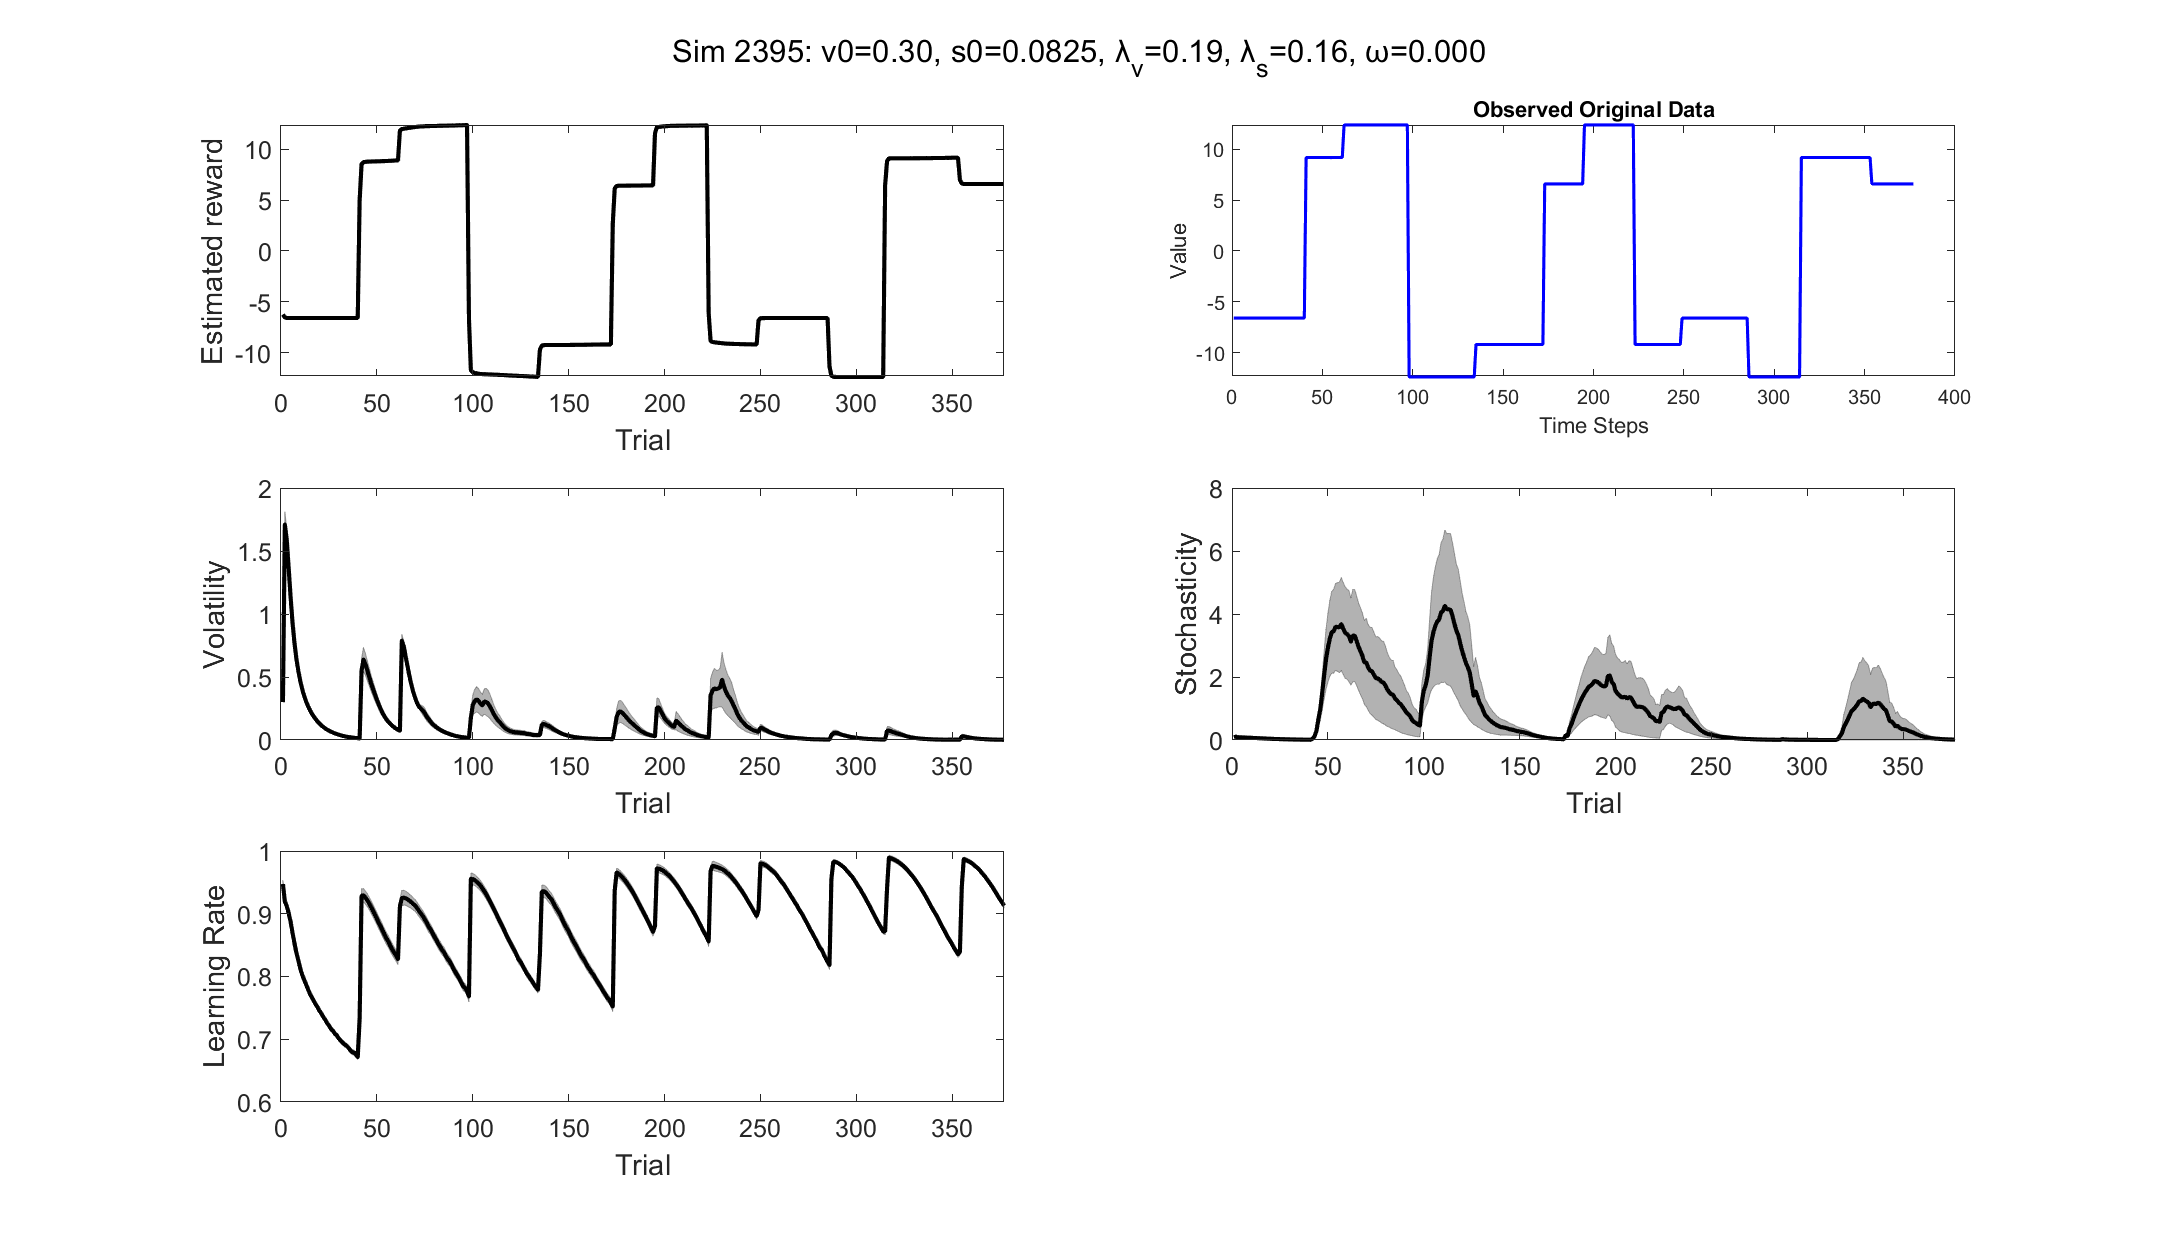 Sim 2395: v0=0.30, s0=0.0825, λ_v=0.19, λ_s=0.16, ω=0.000
Estimated reward
10
5
0
-5
-10
0 50 100 150 200 250 300 350
Trial
Observed Original Data
Value
10
5
0
-5
-10
0 50 100 150 200 250 300 350 400
Time Steps
Volatility
2
1.5
1
0.5
0
0 50 100 150 200 250 300 350
Trial
Stochasticity
8
6
4
2
0
0 50 100 150 200 250 300 350
Trial
Learning Rate
1
0.9
0.8
0.7
0.6
0 50 100 150 200 250 300 350
Trial